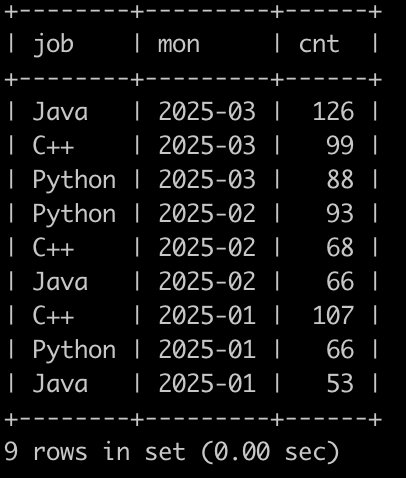 +--------+---------+------+
| job    | mon     | cnt  |
+--------+---------+------+
| Java   | 2025-03 |  126 |
| C++    | 2025-03 |   99 |
| Python | 2025-03 |   88 |
| Python | 2025-02 |   93 |
| C++    | 2025-02 |   68 |
| Java   | 2025-02 |   66 |
| C++    | 2025-01 |  107 |
| Python | 2025-01 |   66 |
| Java   | 2025-01 |   53 |
+--------+---------+------+
9 rows in set (0.00 sec)